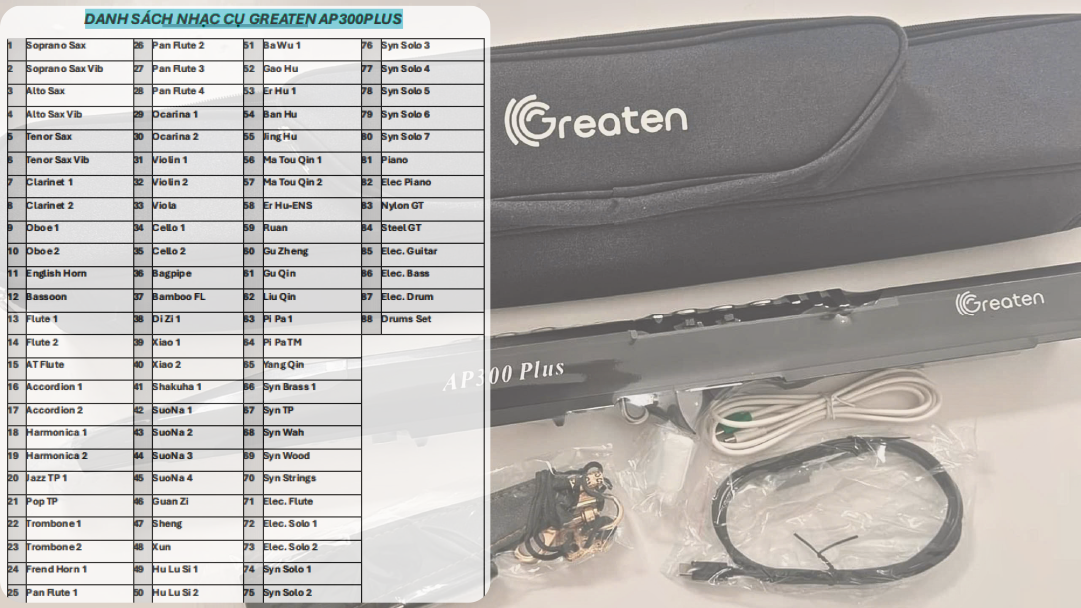 DANH SÁCH NHẠC CỤ GREATEN AP300PLUS
1 Soprano Sax 26 Pan Flute 2 51 Ba Wu 1 76 Syn Solo 3
2 Soprano Sax Vib 27 Pan Flute 3 52 Gao Hu 77 Syn Solo 4
3 Alto Sax 28 Pan Flute 4 53 Er Hu 1 78 Syn Solo 5
4 Alto Sax Vib 29 Ocarina 1 54 Ban Hu 79 Syn Solo 6
5 Tenor Sax 30 Ocarina 2 55 Jing Hu 80 Syn Solo 7
6 Tenor Sax Vib 31 Violin 1 56 Ma Tou Qin 1 81 Piano
7 Clarinet 1 32 Violin 2 57 Ma Tou Qin 2 82 Elec Piano
8 Clarinet 2 33 Viola 58 Er Hu-ENS 83 Nylon GT
9 Oboe 1 34 Cello 1 59 Ruan 84 Steel GT
10 Oboe 2 35 Cello 2 60 Gu Zheng 85 Elec. Guitar
11 English Horn 36 Bagpipe 61 Gu Qin 86 Elec. Bass
12 Bassoon 37 Bamboo FL 62 Liu Qin 87 Elec. Drum
13 Flute 1 38 Di Zi 1 63 Pi Pa 1 88 Drums Set
14 Flute 2 39 Xiao 1 64 Pi Pa TM
15 AT Flute 40 Xiao 2 65 Yang Qin
16 Accordion 1 41 Shakuha 1 66 Syn Brass 1
17 Accordion 2 42 SuoNa 1 67 Syn TP
18 Harmonica 1 43 SuoNa 2 68 Syn Wah
19 Harmonica 2 44 SuoNa 3 69 Syn Wood
20 Jazz TP 1 45 SuoNa 4 70 Syn Strings
21 Pop TP 46 Guan Zi 71 Elec. Flute
22 Trombone 1 47 Sheng 72 Elec. Solo 1
23 Trombone 2 48 Xun 73 Elec. Solo 2
24 Frend Horn 1 49 Hu Lu Si 1 74 Syn Solo 1
25 Pan Flute 1 50 Hu Lu Si 2 75 Syn Solo 2
Greaten
Greaten
AP300 Plus